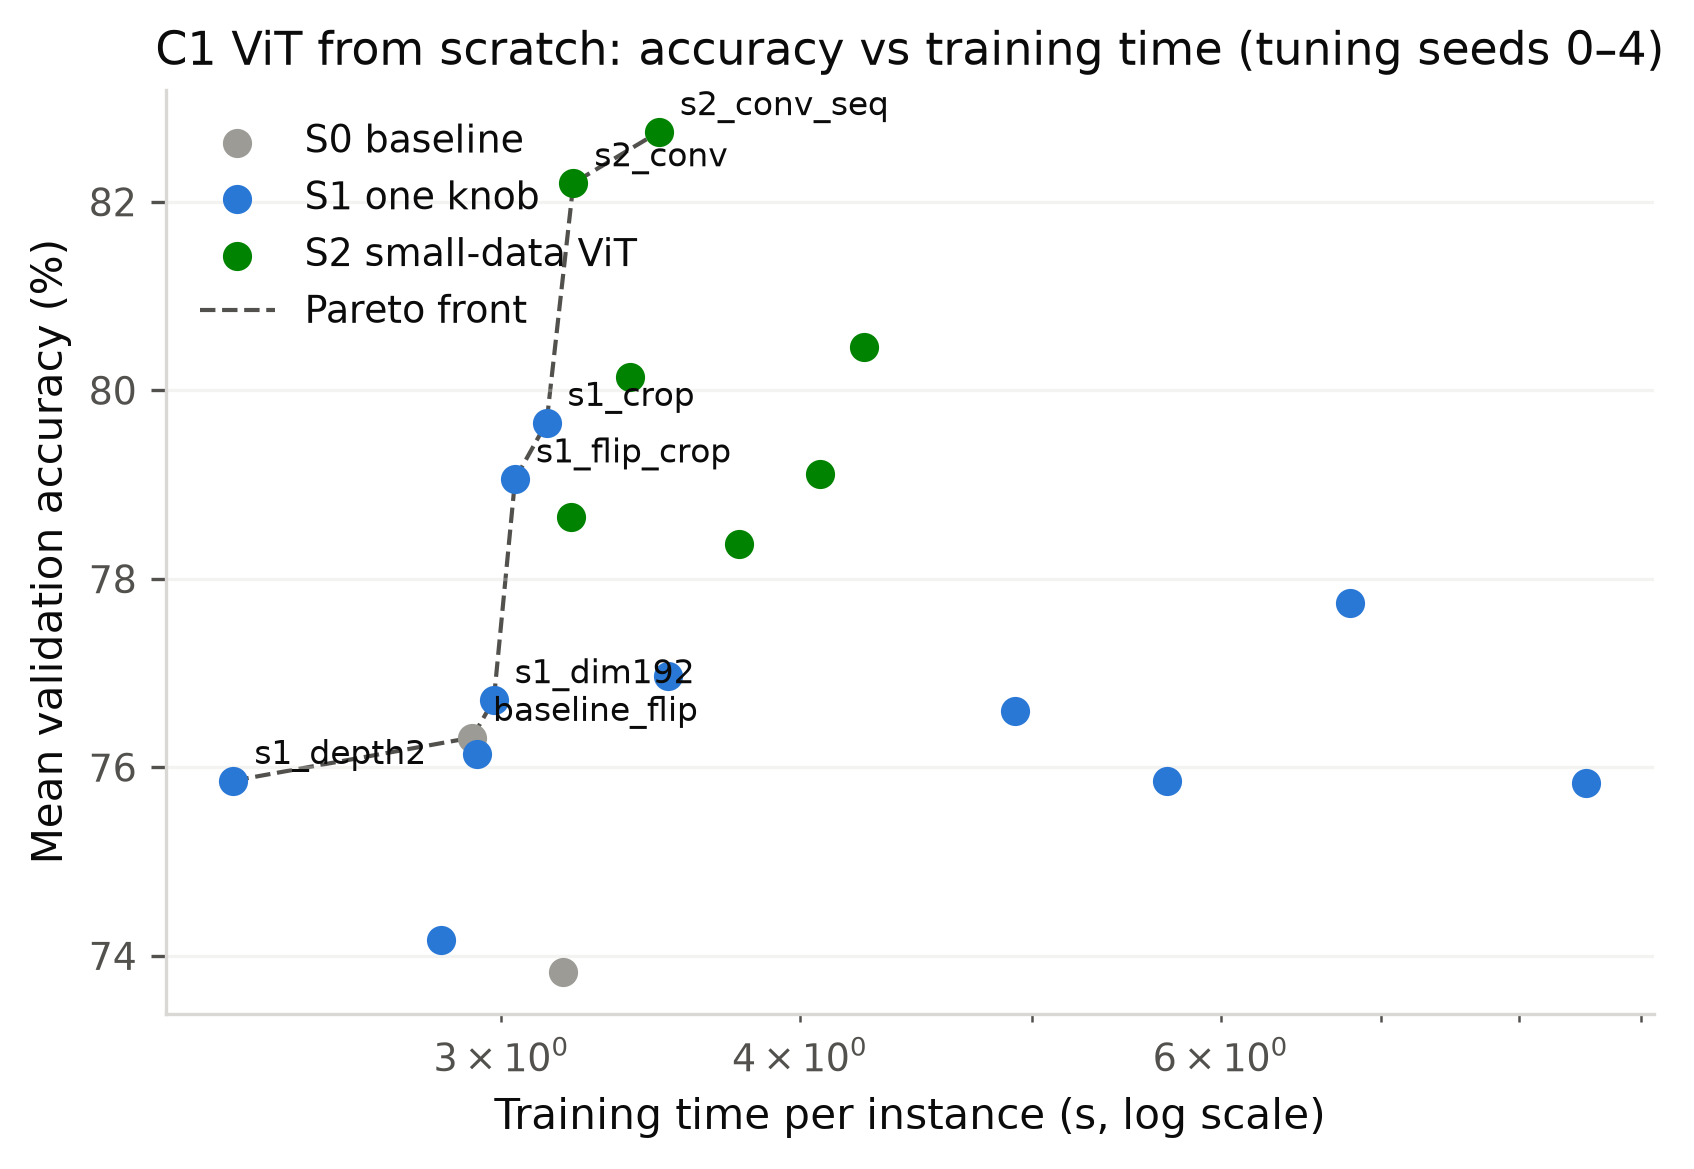 C1 ViT from scratch: accuracy vs training time (tuning seeds 0–4)
s2_conv_seq
S0 baseline
s2_conv
S1 one knob
82
S2 small-data ViT
Pareto front
80
s1_crop
s1_flip_crop
78
s1_dim192
baseline_flip
s1_depth2
76
74
Mean validation accuracy (%)
3 × 10⁰
4 × 10⁰
6 × 10⁰
Training time per instance (s, log scale)